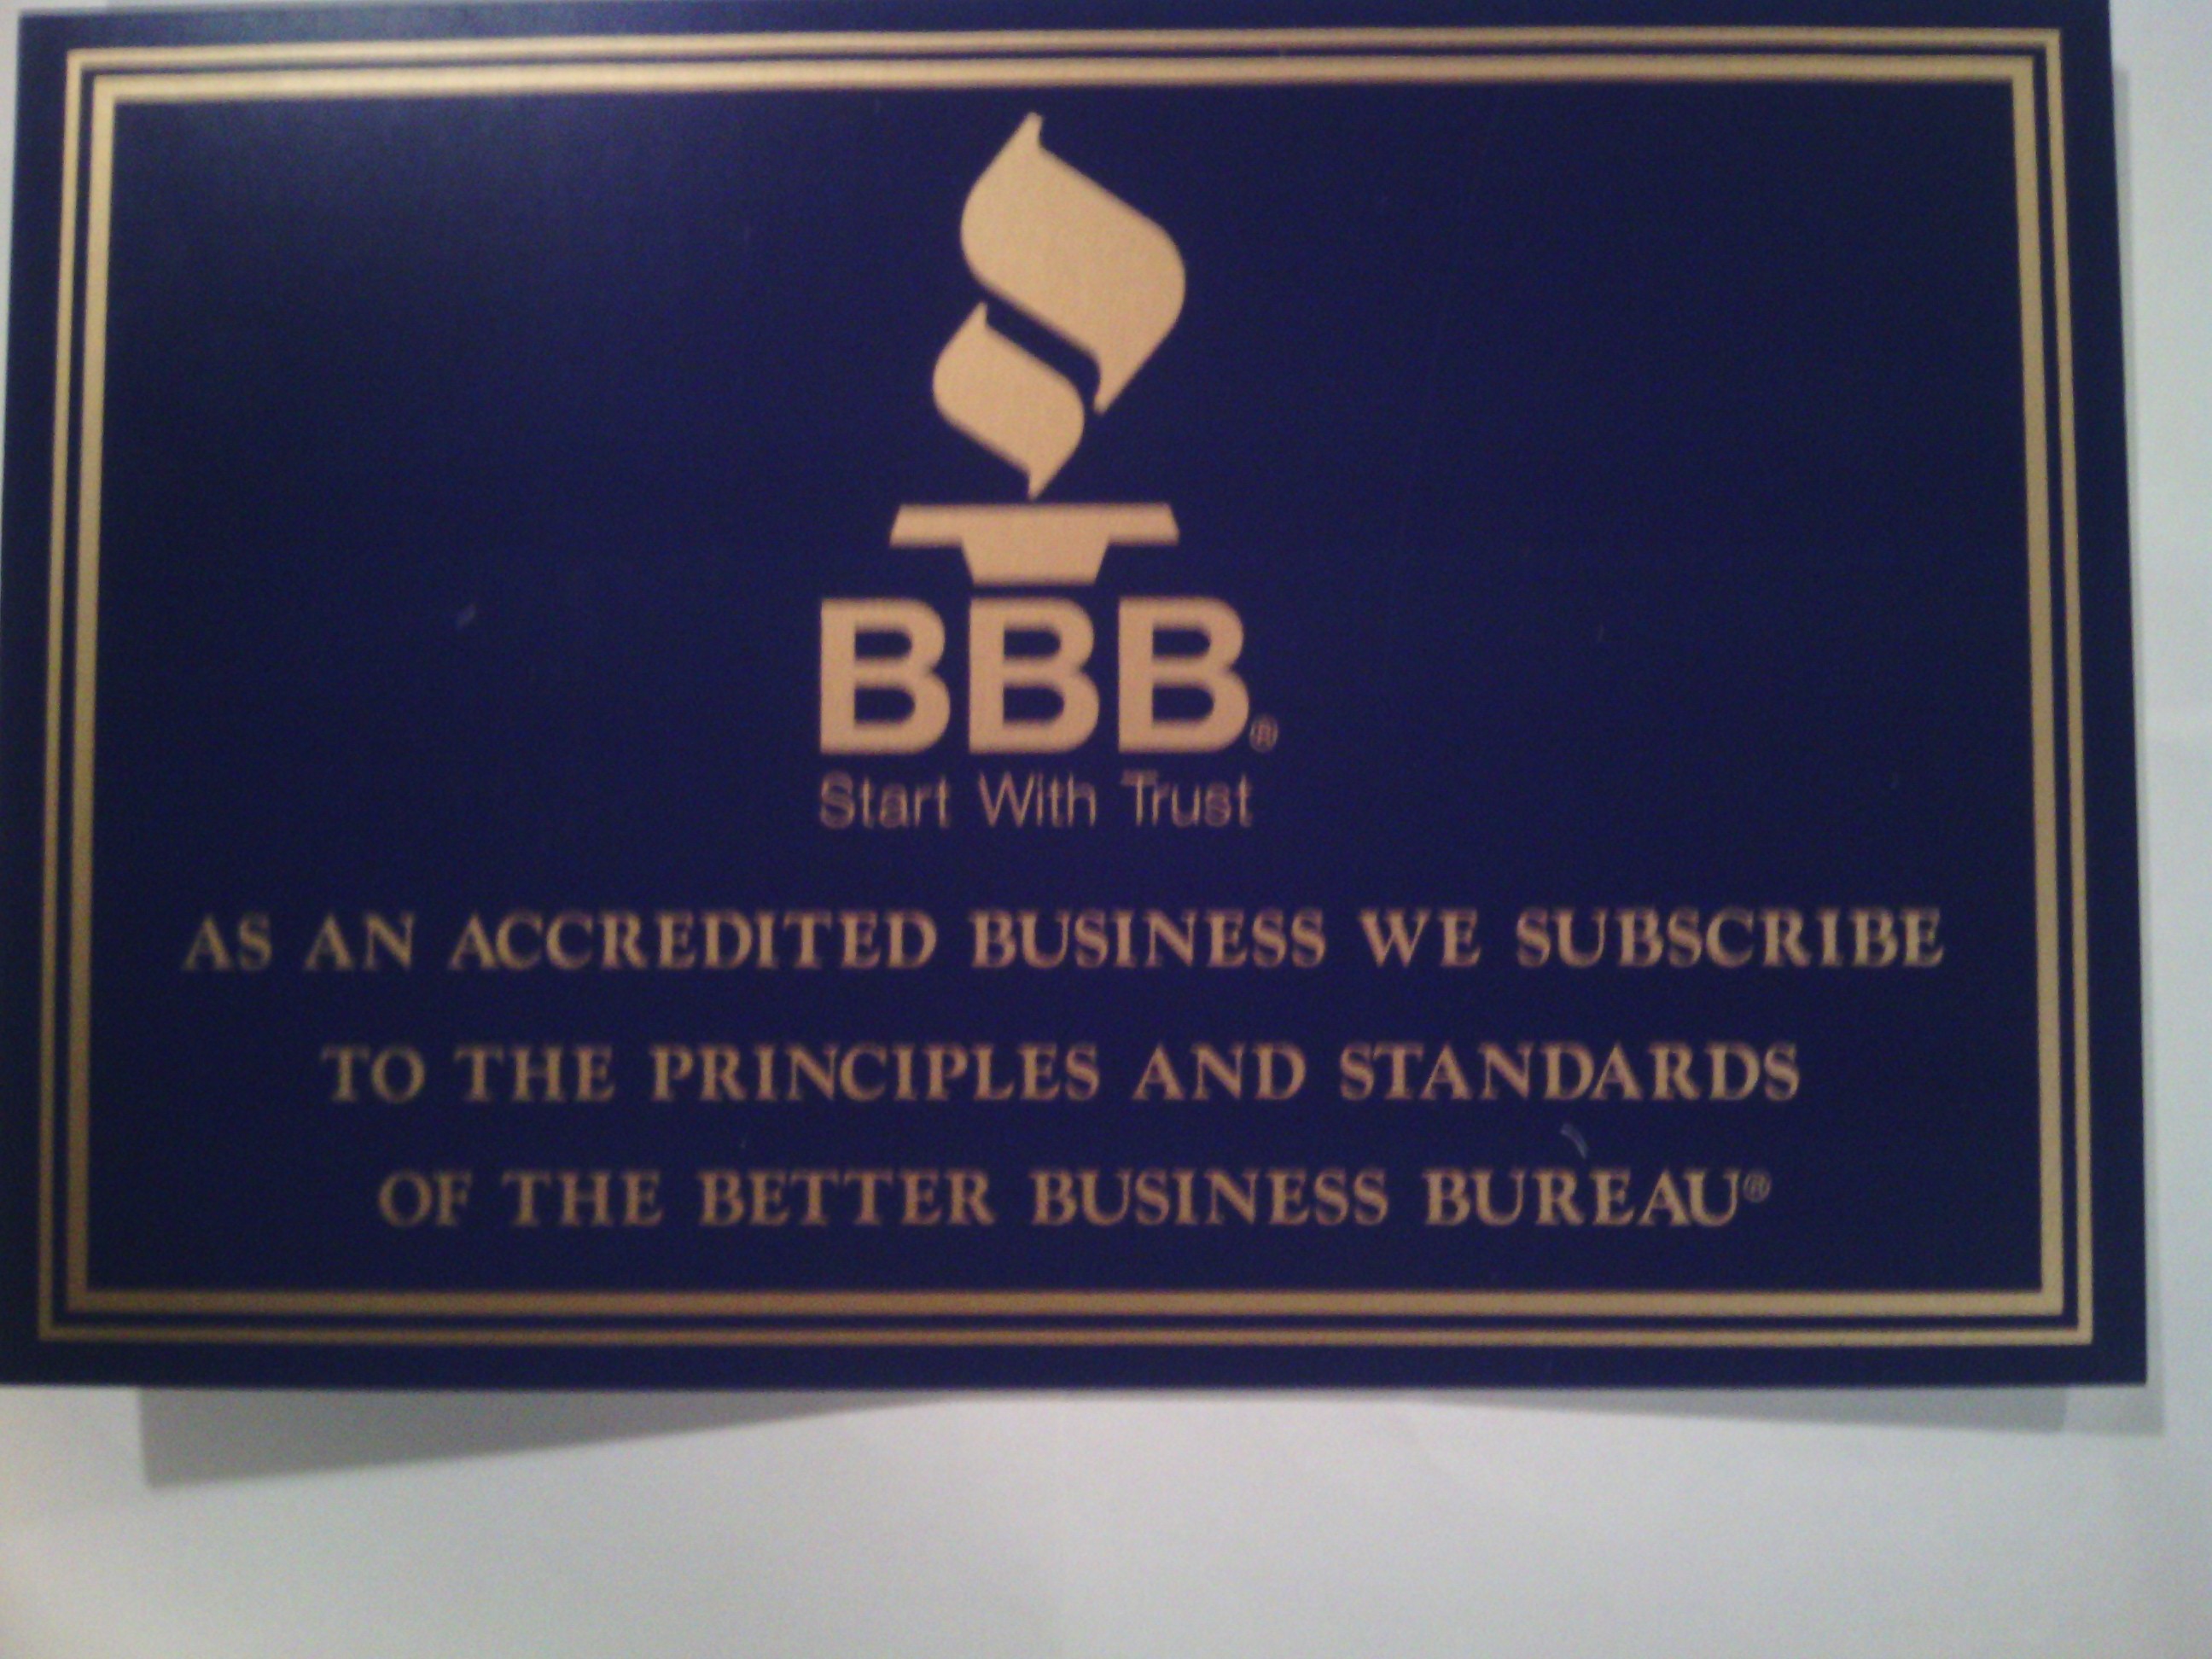 BBB®
Start With Trust
AS AN ACCREDITED BUSINESS WE SUBSCRIBE
TO THE PRINCIPLES AND STANDARDS
OF THE BETTER BUSINESS BUREAU®